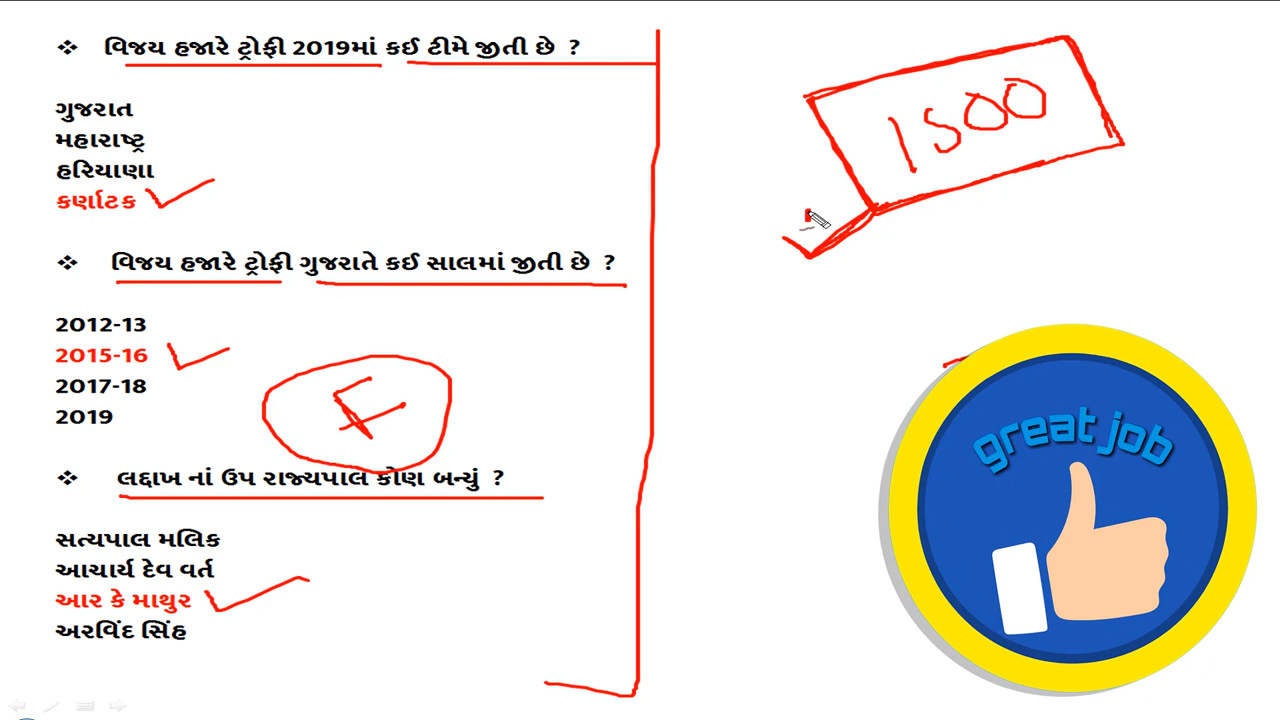 ❖ વિજય હજારે ટ્રોફી 2019માં કઈ ટીમે જીતી છે ?
ગુજરાત
મહારાષ્ટ્ર
હરિયાણા
કર્ણાટક
❖ વિજય હજારે ટ્રોફી ગુજરાતે કઈ સાલમાં જીતી છે ?
2012-13
2015-16
2017-18
2019
❖ લદ્દાખ નાં ઉપ રાજ્યપાલ કોણ બન્યું ?
સત્યપાલ મલિક
આચાર્ય દેવ વર્ત
આર કે માથુર
અરવિંદ સિંહ
1500
great job